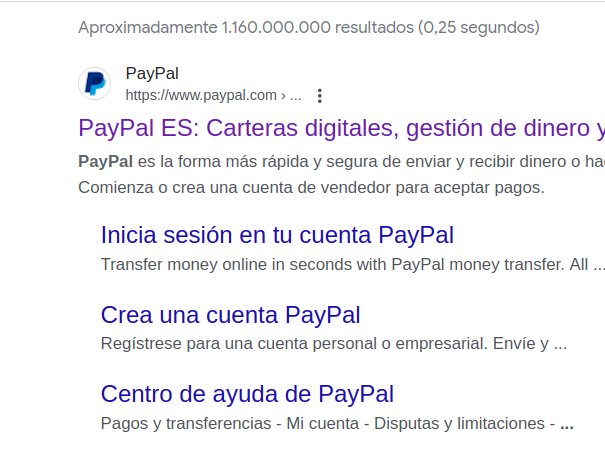 Aproximadamente 1.160.000.000 resultados (0,25 segundos)
PayPal
https://www.paypal.com › ...
PayPal ES: Carteras digitales, gestión de dinero y
PayPal es la forma más rápida y segura de enviar y recibir dinero o
Comienza o crea una cuenta de vendedor para aceptar pagos.
Inicia sesión en tu cuenta PayPal
Transfer money online in seconds with PayPal money transfer. All ...
Crea una cuenta PayPal
Regístrese para una cuenta personal o empresarial. Envíe y ...
Centro de ayuda de PayPal
Pagos y transferencias - Mi cuenta - Disputas y limitaciones - ...